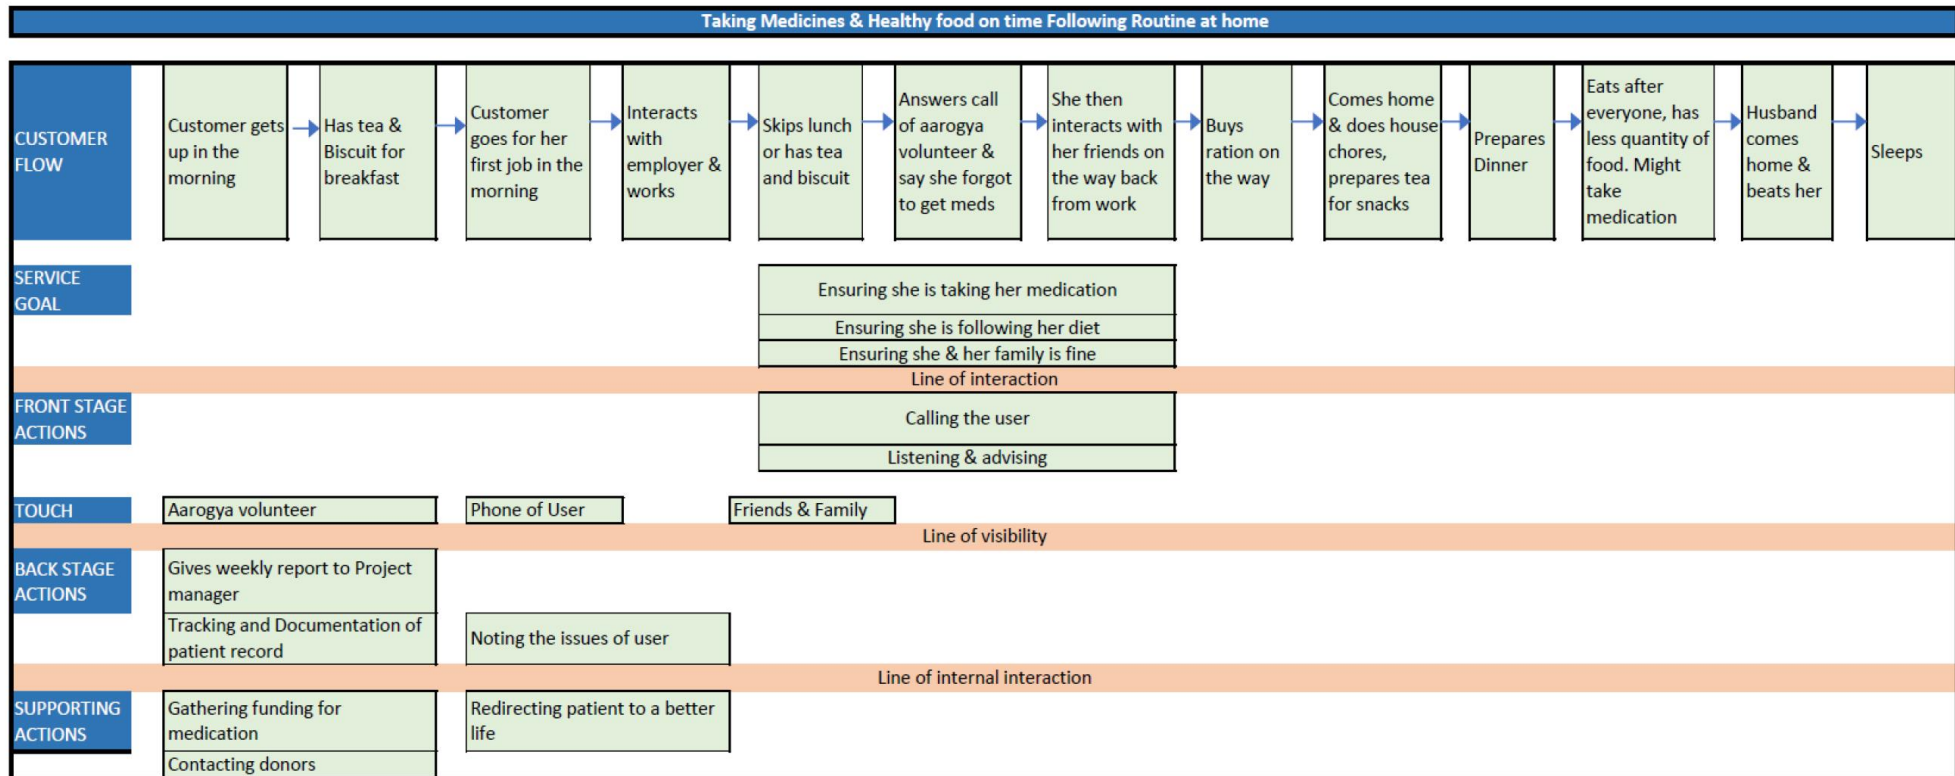 Taking Medicines & Healthy food on time Following Routine at home
CUSTOMER
FLOW
Customer gets
up in the
morning
Has tea &
Biscuit for
breakfast
Customer
goes for her
first job in the
morning
Interacts
with
employer &
works
Skips lunch
or has tea
and biscuit
Answers call
of aarogya
volunteer &
say she forgot
to get meds
She then
interacts with
her friends on
the way back
from work
Buys
ration on
the way
Comes home
& does house
chores,
prepares tea
for snacks
Prepares
Dinner
Eats after
everyone, has
less quantity of
food. Might
take
medication
Husband
comes
home &
beats her
Sleeps
SERVICE
GOAL
Ensuring she is taking her medication
Ensuring she is following her diet
Ensuring she & her family is fine
Line of interaction
FRONT STAGE
ACTIONS
Calling the user
Listening & advising
TOUCH
Aarogya volunteer
Phone of User
Friends & Family
Line of visibility
BACK STAGE
ACTIONS
Gives weekly report to Project
manager
Tracking and Documentation of
patient record
Noting the issues of user
Line of internal interaction
SUPPORTING
ACTIONS
Gathering funding for
medication
Redirecting patient to a better
life
Contacting donors